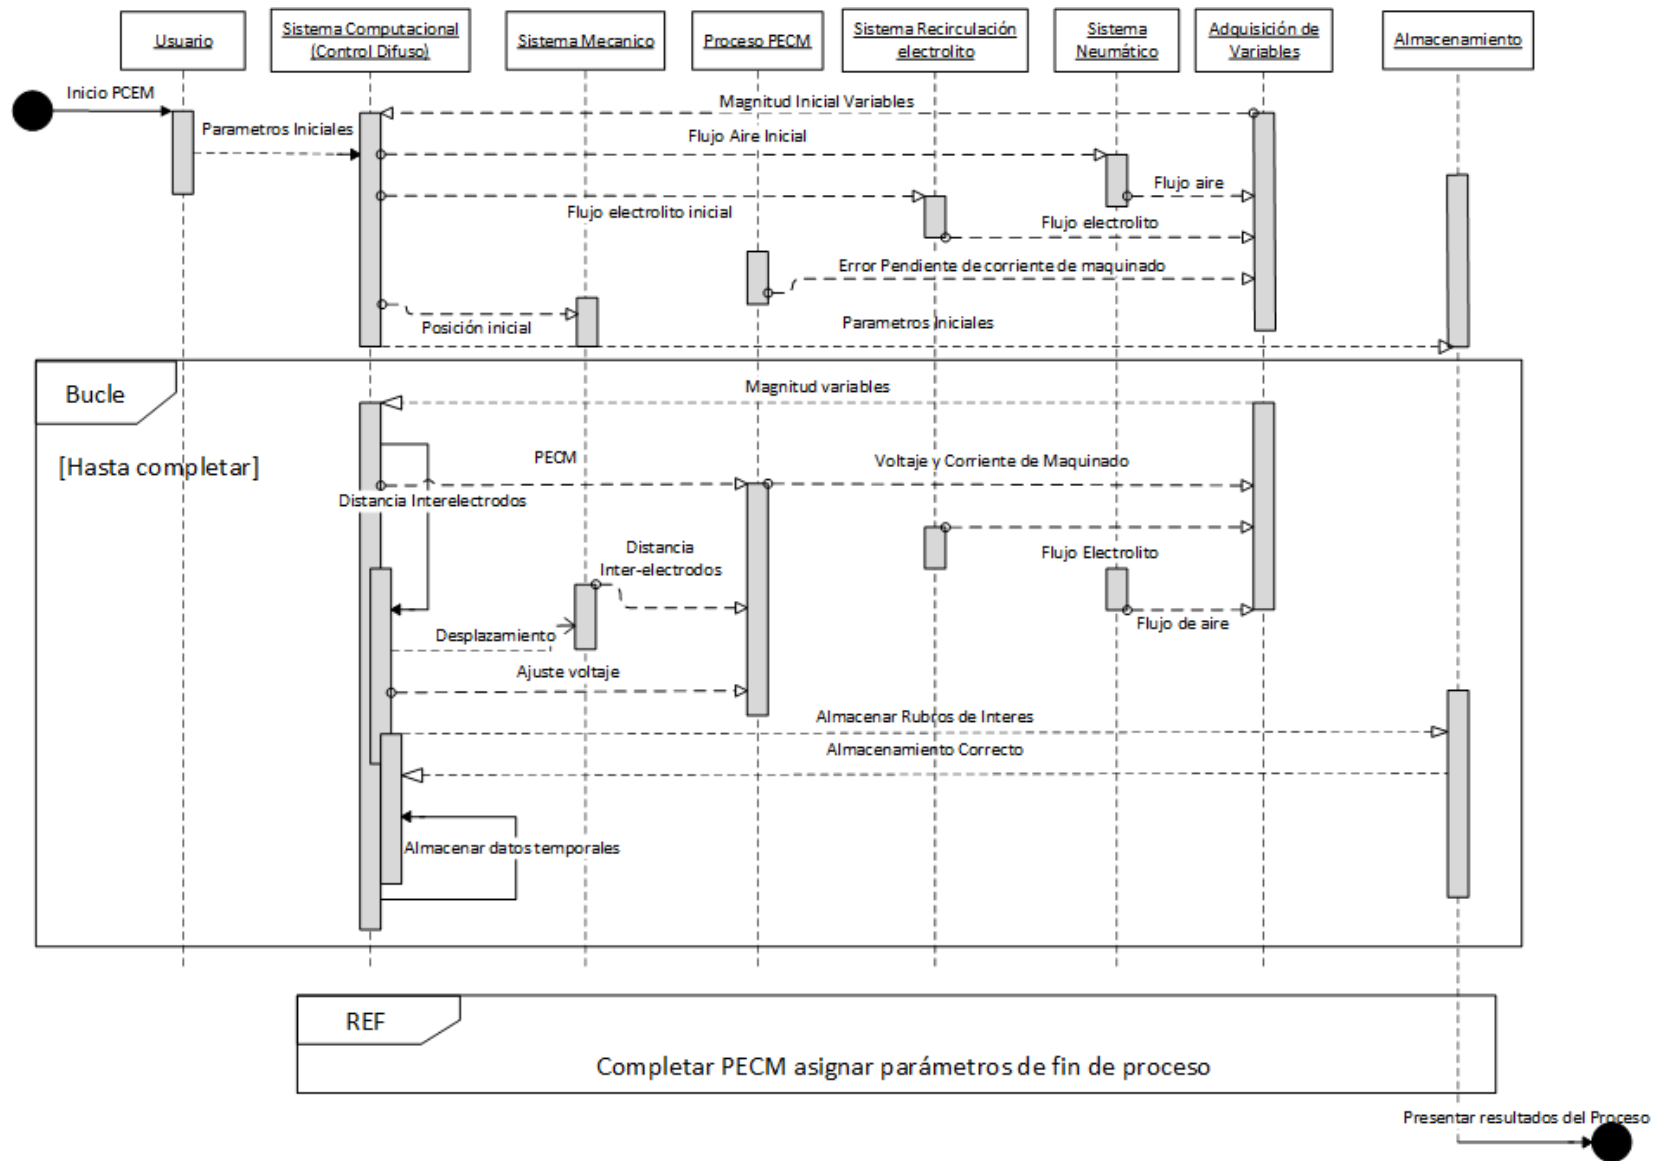 Usuario
Sistema Computacional
(Control Difuso)
Sistema Mecanico
Proceso PECM
Sistema Recirculación
electrolito
Sistema
Neumático
Adquisición de
Variables
Almacenamiento
Inicio PCEM
Magnitud Inicial Variables
Parametros Iniciales
Flujo Aire Inicial
Flujo aire
Flujo electrolito inicial
Flujo electrolito
Error Pendiente de corriente de maquinado
Posición inicial
Parametros Iniciales
Bucle
Magnitud variables
[Hasta completar]
PECM
Voltaje y Corriente de Maquinado
Distancia Interelectrodos
Distancia
Inter-electrodos
Flujo Electrolito
Flujo de aire
Desplazamiento
Ajuste voltaje
Almacenar Rubros de Interes
Almacenamiento Correcto
Almacenar datos temporales
REF
Completar PECM asignar parámetros de fin de proceso
Presentar resultados del Proceso